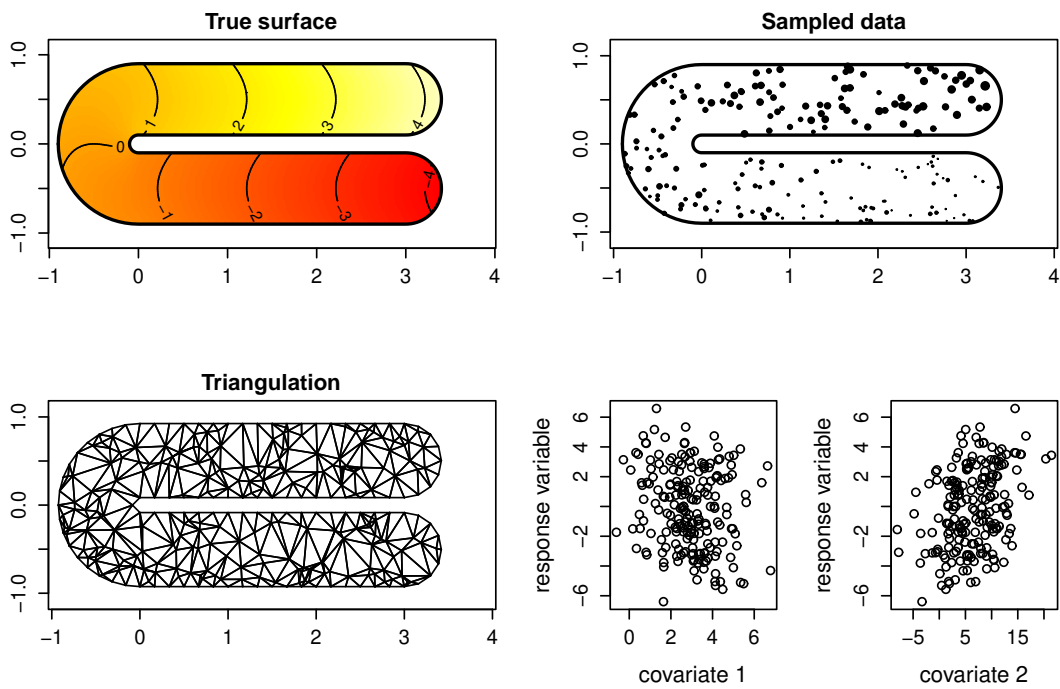 True surface
1.0
0.0
−1.0
1
2
3
4
0
−1
−2
−3
−4
−1 0 1 2 3 4
Sampled data
1.0
0.0
−1.0
−1 0 1 2 3 4
Triangulation
1.0
0.0
−1.0
−1 0 1 2 3 4
response variable
6
4
2
−2
−6
0 2 4 6
covariate 1
response variable
6
4
2
−2
−6
−5 5 15
covariate 2